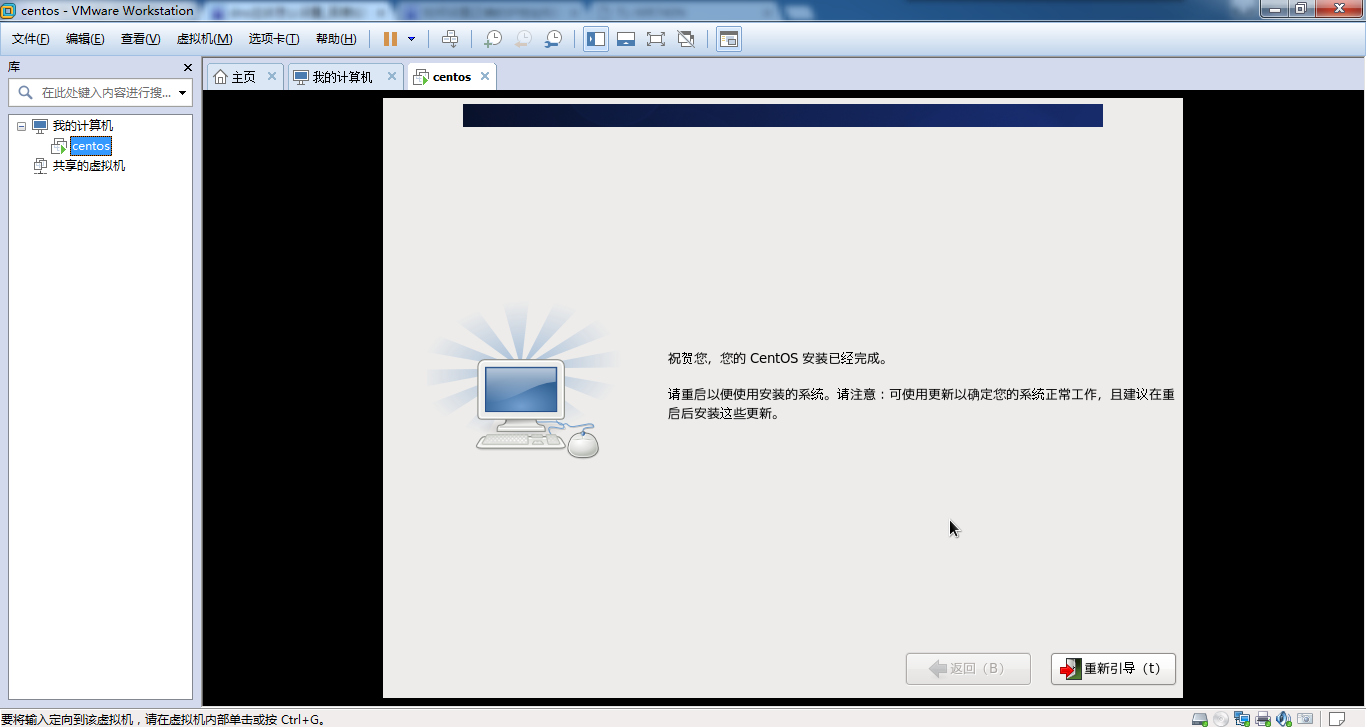 centos - VMware Workstation
文件(F) 编辑(E) 查看(V) 虚拟机(M) 选项卡(T) 帮助(H)
库
在此处键入内容进行搜...
我的计算机
centos
共享的虚拟机
主页 我的计算机 centos
祝贺您，您的 CentOS 安装已经完成。
请重启以便使用安装的系统。请注意：可使用更新以确定您的系统正常工作，且建议在重
启后安装这些更新。
返回（B） 重新引导（t）
要将输入定向到该虚拟机，请在虚拟机内部单击或按 Ctrl+G。